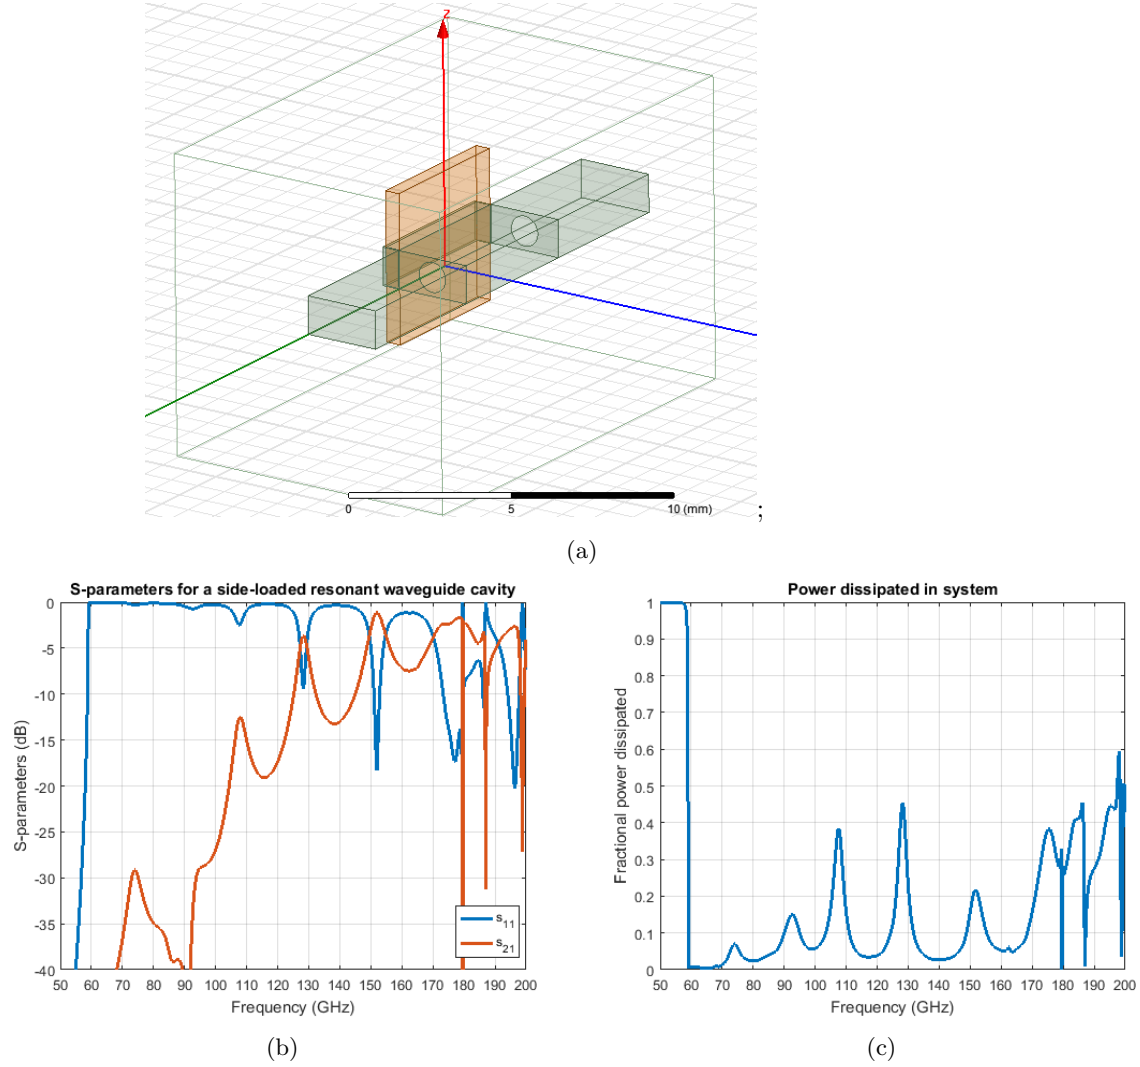 z
0 5 10 (mm)
;
(a)
S-parameters for a side-loaded resonant waveguide cavity
0
-5
-10
-15
-20
-25
-30
-35
-40
S-parameters (dB)
50 60 70 80 90 100 110 120 130 140 150 160 170 180 190 200
Frequency (GHz)
s11
s21
(b)
Power dissipated in system
1
0.9
0.8
0.7
0.6
0.5
0.4
0.3
0.2
0.1
0
Fractional power dissipated
50 60 70 80 90 100 110 120 130 140 150 160 170 180 190 200
Frequency (GHz)
(c)